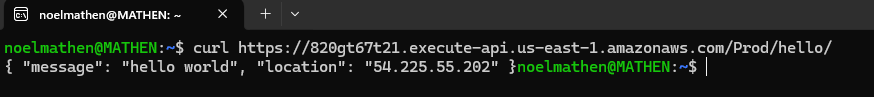 noelmathen@MATHEN: ~
noelmathen@MATHEN:~$ curl https://820gt67t21.execute-api.us-east-1.amazonaws.com/Prod/hello/
{ "message": "hello world", "location": "54.225.55.202" }noelmathen@MATHEN:~$